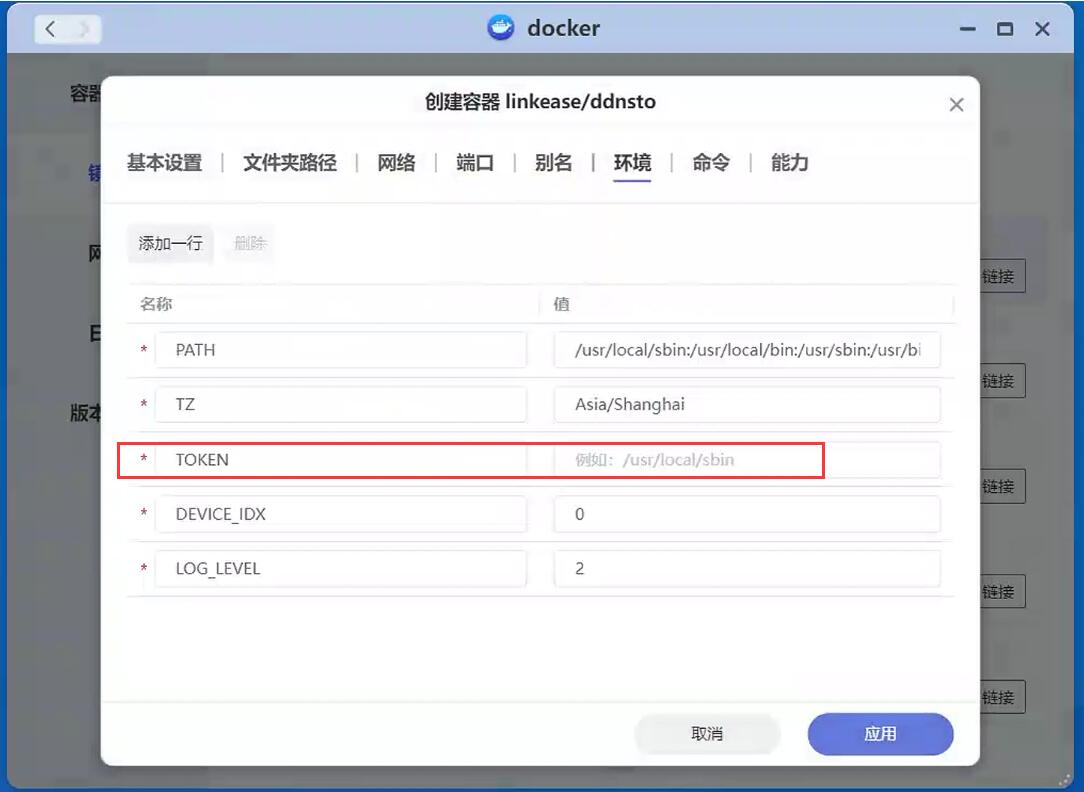 docker
容器
创建容器 linkease/ddnsto
基本设置 | 文件夹路径 | 网络 | 端口 | 别名 | 环境 | 命令 | 能力
添加一行 删除
链接
名称 值
* PATH /usr/local/sbin:/usr/local/bin:/usr/sbin:/usr/bi
链接
* TZ Asia/Shanghai
版本
* TOKEN 例如：/usr/local/sbin
链接
* DEVICE_IDX 0
* LOG_LEVEL 2
链接
链接
取消 应用